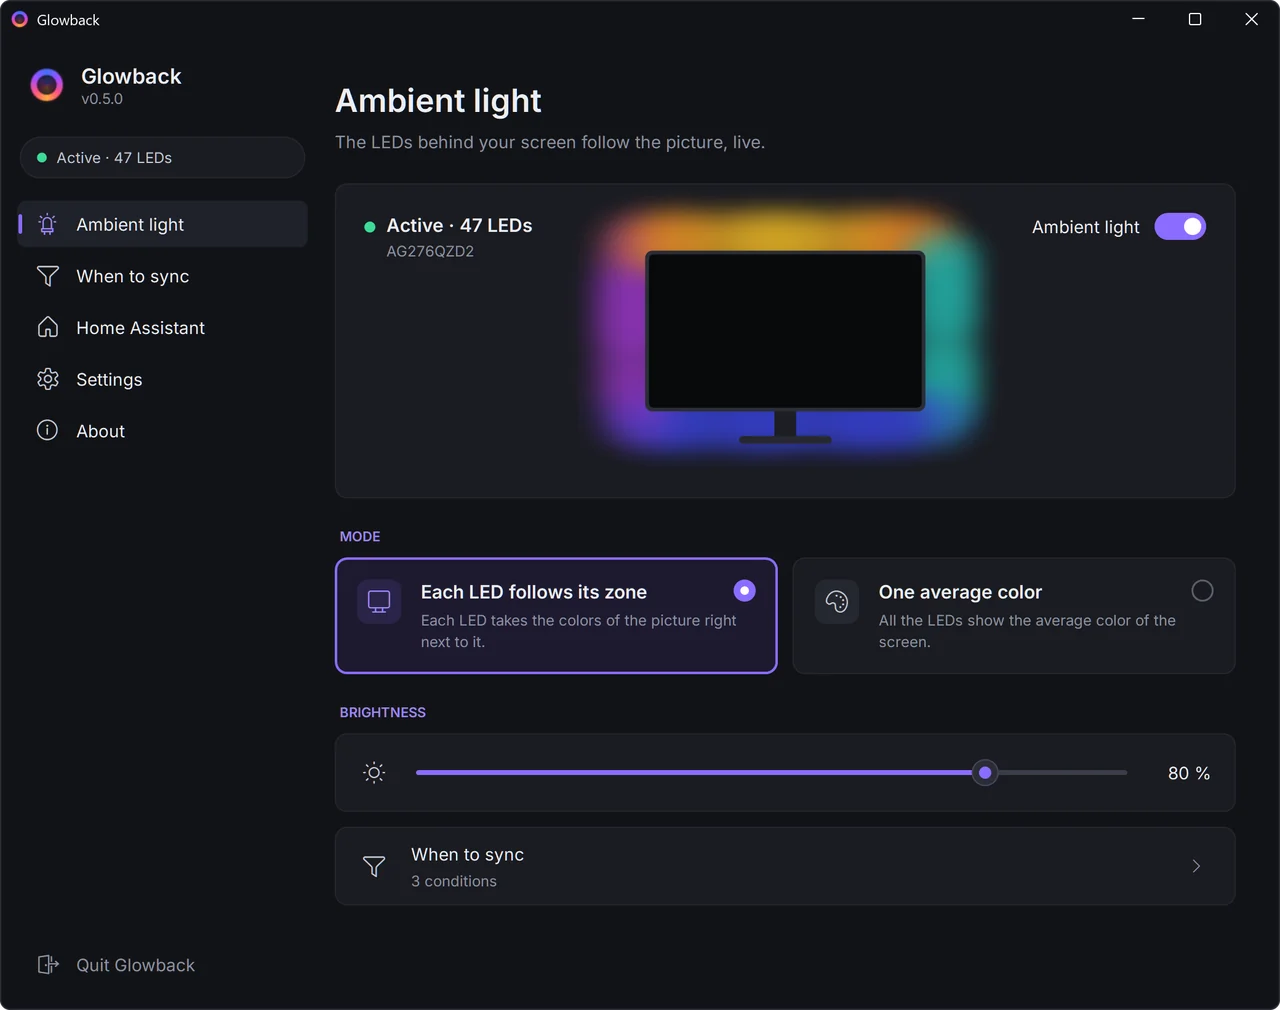 Glowback
Glowback
v0.5.0
Active · 47 LEDs
Ambient light
When to sync
Home Assistant
Settings
About
Quit Glowback
Ambient light
The LEDs behind your screen follow the picture, live.
Active · 47 LEDs
AG276QZD2
Ambient light
MODE
Each LED follows its zone
Each LED takes the colors of the picture right
next to it.
One average color
All the LEDs show the average color of the
screen.
BRIGHTNESS
80 %
When to sync
3 conditions